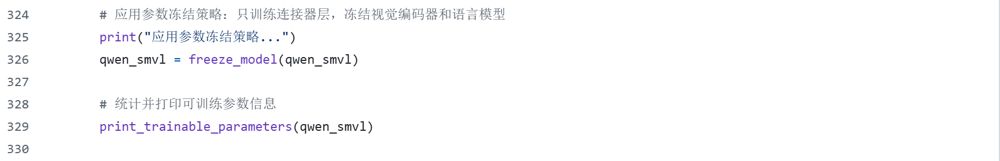 324 # 应用参数冻结策略：只训练连接器层，冻结视觉编码器和语言模型
325 print("应用参数冻结策略...")
326 qwen_smvl = freeze_model(qwen_smvl)
327
328 # 统计并打印可训练参数信息
329 print_trainable_parameters(qwen_smvl)
330